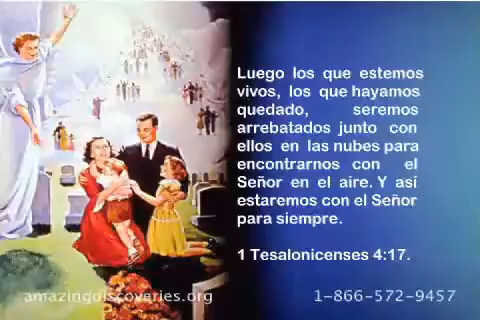 Luego los que estemos
vivos, los que hayamos
quedado, seremos
arrebatados junto con
ellos en las nubes para
encontrarnos con el
Señor en el aire. Y así
estaremos con el Señor
para siempre.
1 Tesalonicenses 4:17.
amazingdiscoveries.org 1-866-572-9457